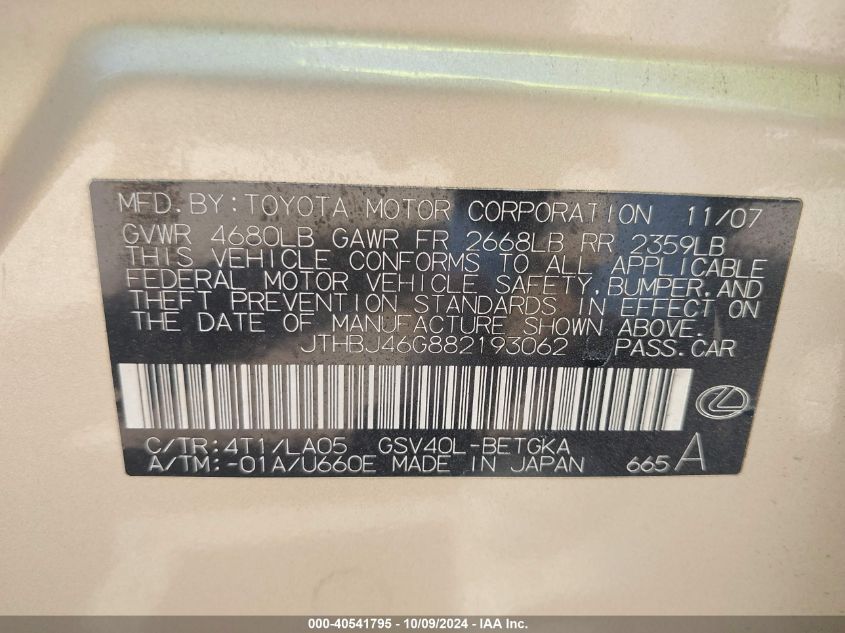 MFD.BY:TOYOTA MOTOR CORPORATION 11/07
GVWR 4680LB GAWR FR 2668LB RR 2359LB
THIS VEHICLE CONFORMS TO ALL APPLICABLE
FEDERAL MOTOR VEHICLE SAFETY,BUMPER,AND
THEFT PREVENTION STANDARDS IN EFFECT ON
THE DATE OF MANUFACTURE SHOWN ABOVE.
JTHBJ46G882193062 PASS.CAR
C/TR:4T1/LA05 GSV40L-BETGKA
A/TM:-01A/U660E MADE IN JAPAN 665 A
000-40541795 - 10/09/2024 - IAA Inc.